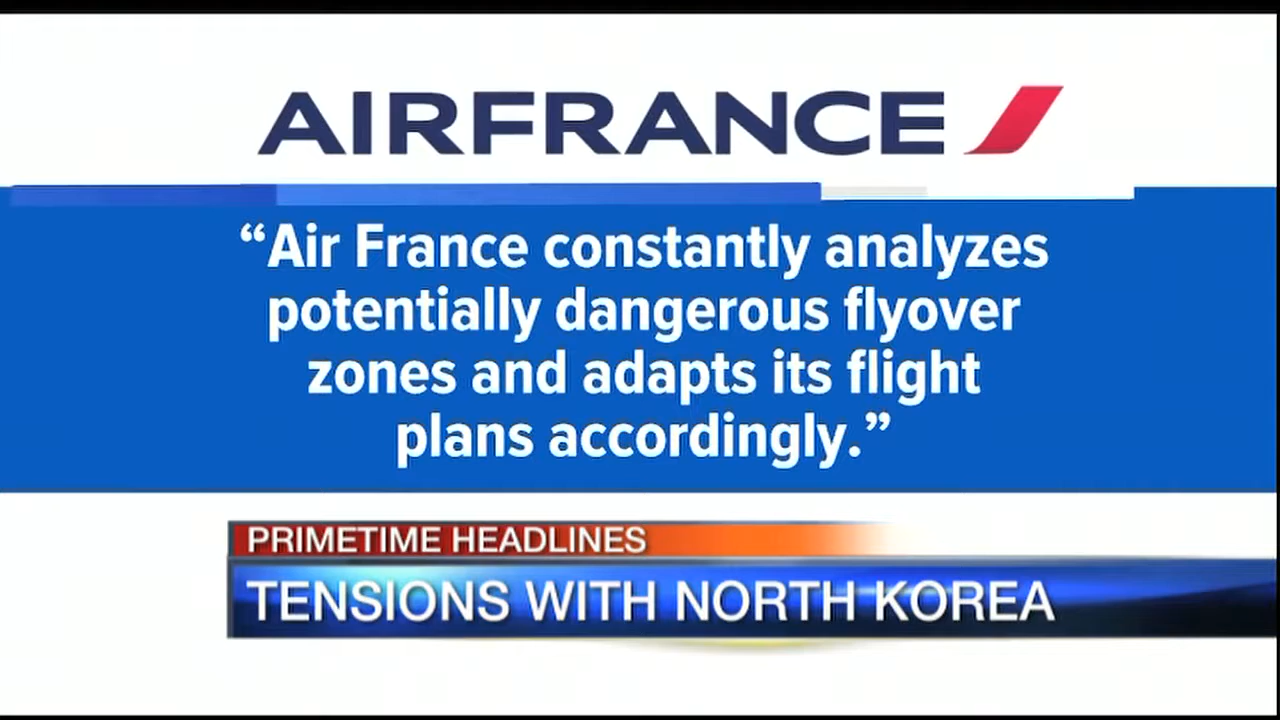 AIRFRANCE
“Air France constantly analyzes
potentially dangerous flyover
zones and adapts its flight
plans accordingly.”
PRIMETIME HEADLINES
TENSIONS WITH NORTH KOREA